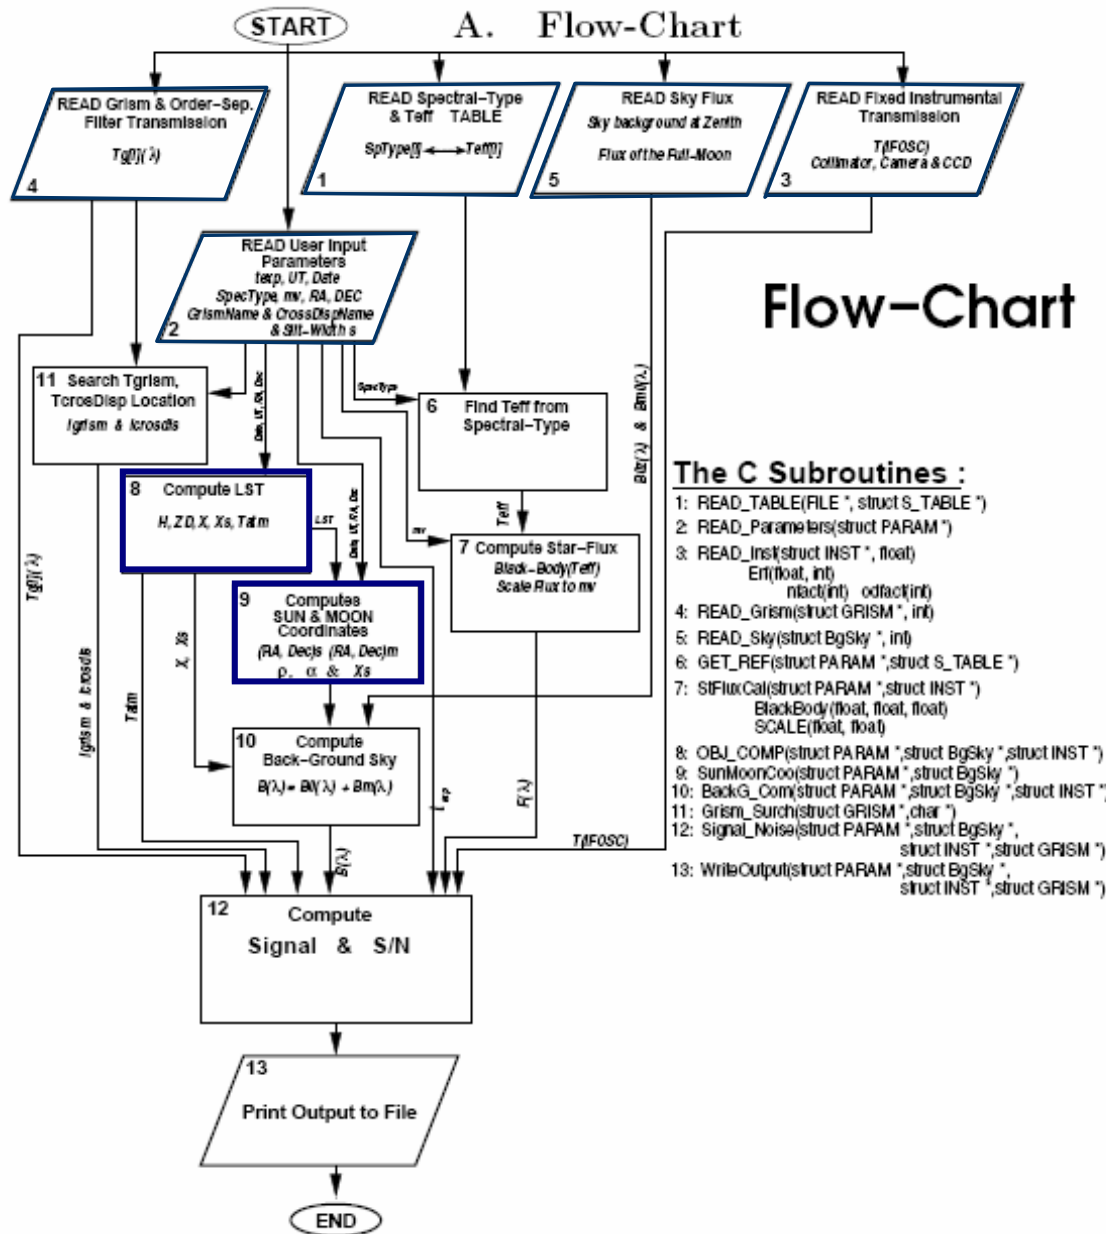 START
A. Flow-Chart
READ Grism & Order-Sep.
Filter Transmission
Tg[i](λ)
4
READ Spectral-Type
& Teff TABLE
SpType[i] Teff[i]
1
READ Sky Flux
Sky background at Zenith
Flux of the Full-Moon
5
READ Fixed Instrumental
Transmission
T(IFOSC)
Collimator, Camera & CCD
3
READ User Input
Parameters
texp, UT, Date
SpecType, mv, RA, DEC
GrismName & CrossDispName
& Slit-Width s
2
Flow-Chart
11 Search Tgrism,
TcrosDisp Location
Igrism & Icrosdis
Date, UT, RA, Dec
SpecType
6 Find Teff from
Spectral-Type
8 Compute LST
H, ZD, X, Xs, Tatm
LST
Date, UT, RA, Dec
mv
Teff
7 Compute Star-Flux
Black-Body(Teff)
Scale Flux to mv
9 Computes
SUN & MOON
Coordinates
(RA, Dec)s (RA, Dec)m
ρ, α & Xs
Tg[i](λ)
Igrism & Icrosdis
Tatm
X, Xs
10 Compute
Back-Ground Sky
B(λ) = Bl(λ) + Bm(λ)
B(λ)
F(λ)
T(IFOSC)
12 Compute
Signal & S/N
13
Print Output to File
END
The C Subroutines :
1: READ_TABLE(FILE *, struct S_TABLE *)
2: READ_Parameters(struct PARAM *)
3: READ_Inst(struct INST *, float)
Erf(float, int)
nfact(int) odfact(int)
4: READ_Grism(struct GRISM *, int)
5: READ_Sky(struct BgSky *, int)
6: GET_REF(struct PARAM *,struct S_TABLE *)
7: StFluxCal(struct PARAM *,struct INST *)
BlackBody(float, float, float)
SCALE(float, float)
8: OBJ_COMP(struct PARAM *,struct BgSky *,struct INST *)
9: SunMoonCoo(struct PARAM *,struct BgSky *)
10: BackG_Com(struct PARAM *,struct BgSky *,struct INST *)
11: Grism_Surch(struct GRISM *,char *)
12: Signal_Noise(struct PARAM *,struct BgSky *,
struct INST *,struct GRISM *)
13: WriteOutput(struct PARAM *,struct BgSky *,
struct INST *,struct GRISM *)